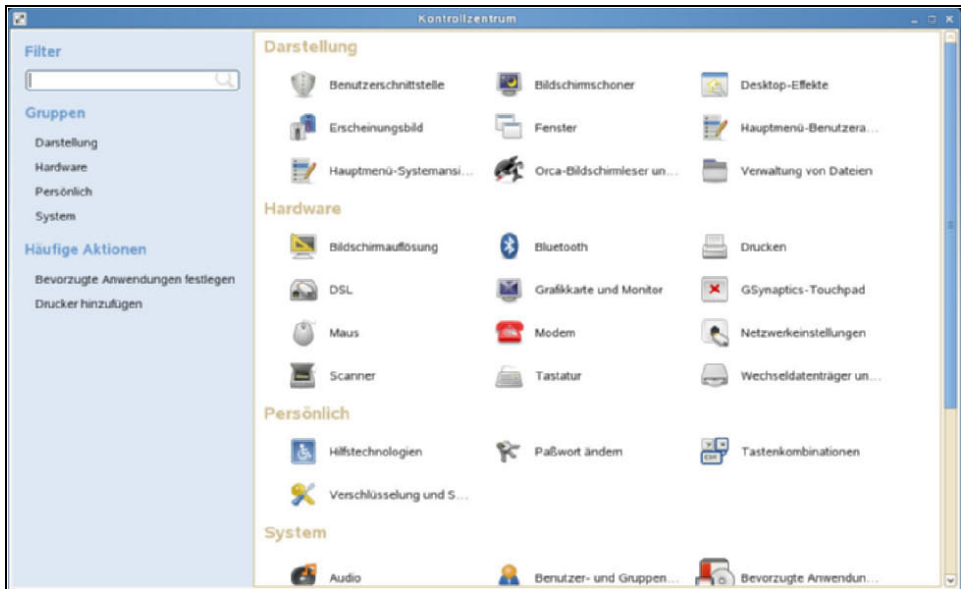 Kontrollzentrum
Filter
Gruppen
Darstellung
Hardware
Persönlich
System
Häufige Aktionen
Bevorzugte Anwendungen festlegen
Drucker hinzufügen
Darstellung
Benutzerschnittstelle
Bildschirmschoner
Desktop-Effekte
Erscheinungsbild
Fenster
Hauptmenü-Benutzera...
Hauptmenü-Systemansi...
Orca-Bildschirmleser un...
Verwaltung von Dateien
Hardware
Bildschirmauflösung
Bluetooth
Drucken
DSL
Grafikkarte und Monitor
GSynaptics-Touchpad
Maus
Modem
Netzwerkeinstellungen
Scanner
Tastatur
Wechseldatenträger un...
Persönlich
Hilfstechnologien
Paßwort ändern
Tastenkombinationen
Verschlüsselung und S...
System
Audio
Benutzer- und Gruppen...
Bevorzugte Anwendun...